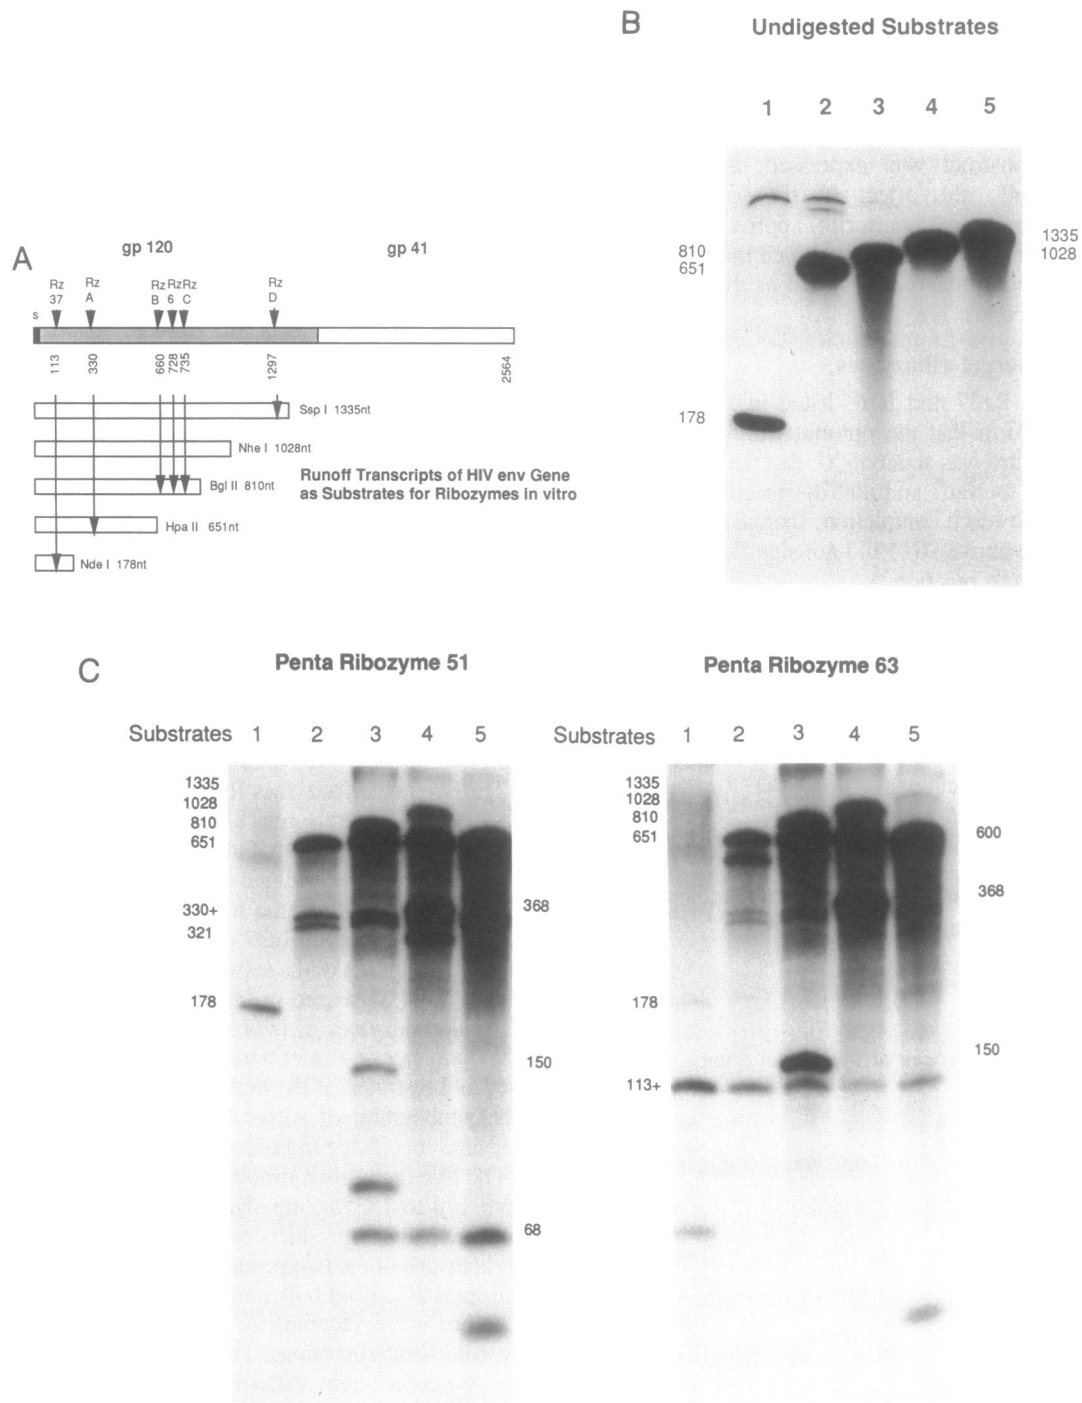 B
Undigested Substrates
1 2 3 4 5
810
651
178
1335
1028
A
gp 120
gp 41
Rz 37
Rz A
Rz B
Rz 6
Rz C
Rz D
s
113
330
660
728
735
1297
2564
Ssp I 1335nt
Nhe I 1028nt
Bgl II 810nt
Hpa II 651nt
Nde I 178nt
Runoff Transcripts of HIV env Gene
as Substrates for Ribozymes in vitro
C
Penta Ribozyme 51
Substrates 1 2 3 4 5
1335
1028
810
651
330+
321
178
368
150
68
Penta Ribozyme 63
Substrates 1 2 3 4 5
1335
1028
810
651
178
113+
600
368
150